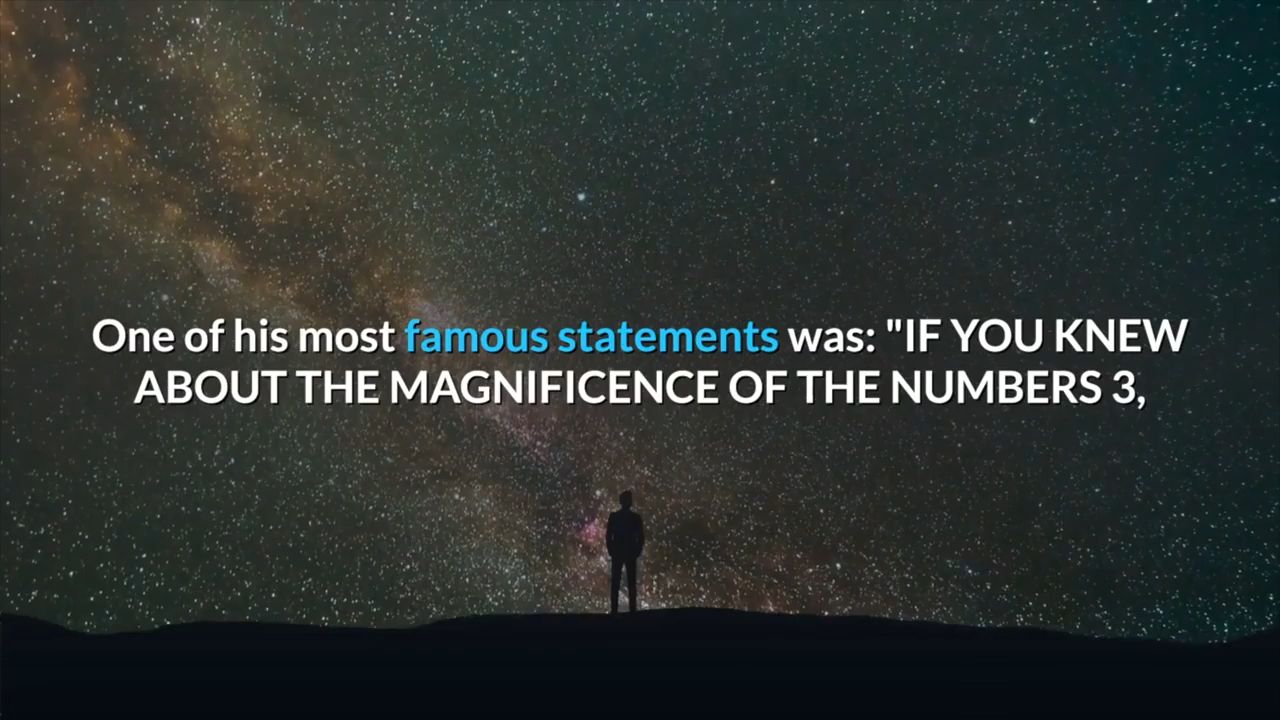 One of his most famous statements was: "IF YOU KNEW
ABOUT THE MAGNIFICENCE OF THE NUMBERS 3,